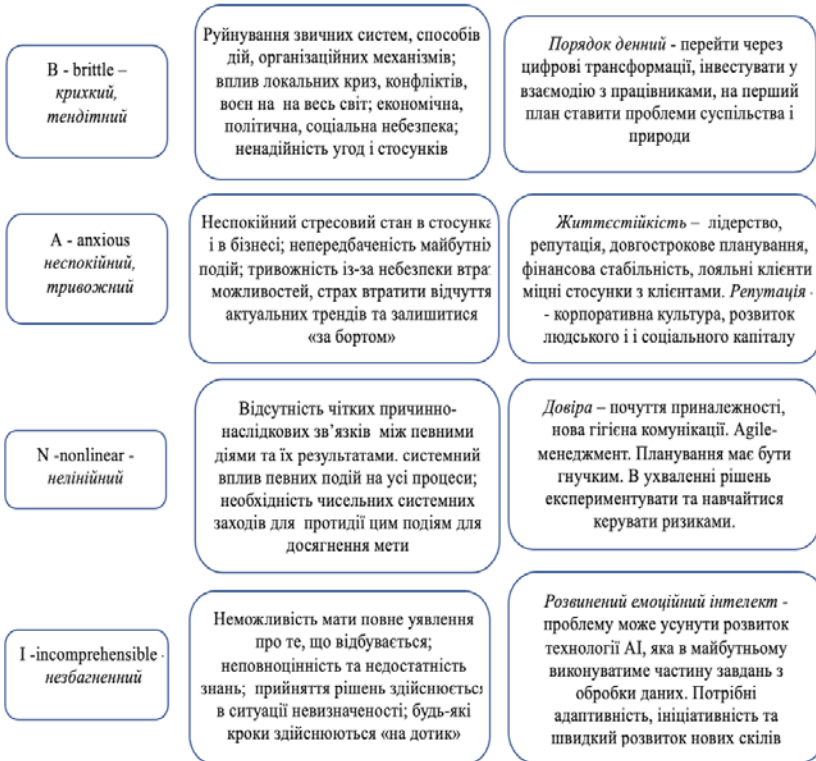 B - brittle –
крихкий,
тендітний
Руйнування звичних систем, способів
дій, організаційних механізмів;
вплив локальних криз, конфліктів,
воєн на на весь світ; економічна,
політична, соціальна небезпека;
ненадійність угод і стосунків
Порядок денний - перейти через
цифрові трансформації, інвестувати у
взаємодію з працівниками, на перший
план ставити проблеми суспільства і
природи
A - anxious
неспокійний,
тривожний
Неспокійний стресовий стан в стосунка
і в бізнесі; непередбаченість майбутніх
подій; тривожність із-за небезпеки втра
можливостей, страх втратити відчуття
актуальних трендів та залишитися
«за бортом»
Життєстійкість – лідерство,
репутація, довгострокове планування,
фінансова стабільність, лояльні клієнти
міцні стосунки з клієнтами. Репутація -
- корпоративна культура, розвиток
людського і і соціального капіталу
N -nonlinear -
нелінійний
Відсутність чітких причинно-
наслідкових зв’язків між певними
діями та їх результатами. системний
вплив певних подій на усі процеси;
необхідність чисельних системних
заходів для протидії цим подіям для
досягнення мети
Довіра – почуття приналежності,
нова гігієна комунікації. Agile-
менеджмент. Планування має бути
гнучким. В ухваленні рішень
експериментувати та навчайтися
керувати ризиками.
I -incomprehensible -
незбагненний
Неможливість мати повне уявлення
про те, що відбувається;
неповноцінність та недостатність
знань; прийняття рішень здійснюється
в ситуації невизначеності; будь-які
кроки здійснюються «на дотик»
Розвинений емоційний інтелект -
проблему може усунути розвиток
технології AI, яка в майбутньому
виконуватиме частину завдань з
обробки даних. Потрібні
адаптивність, ініціативність та
швидкий розвиток нових скілів